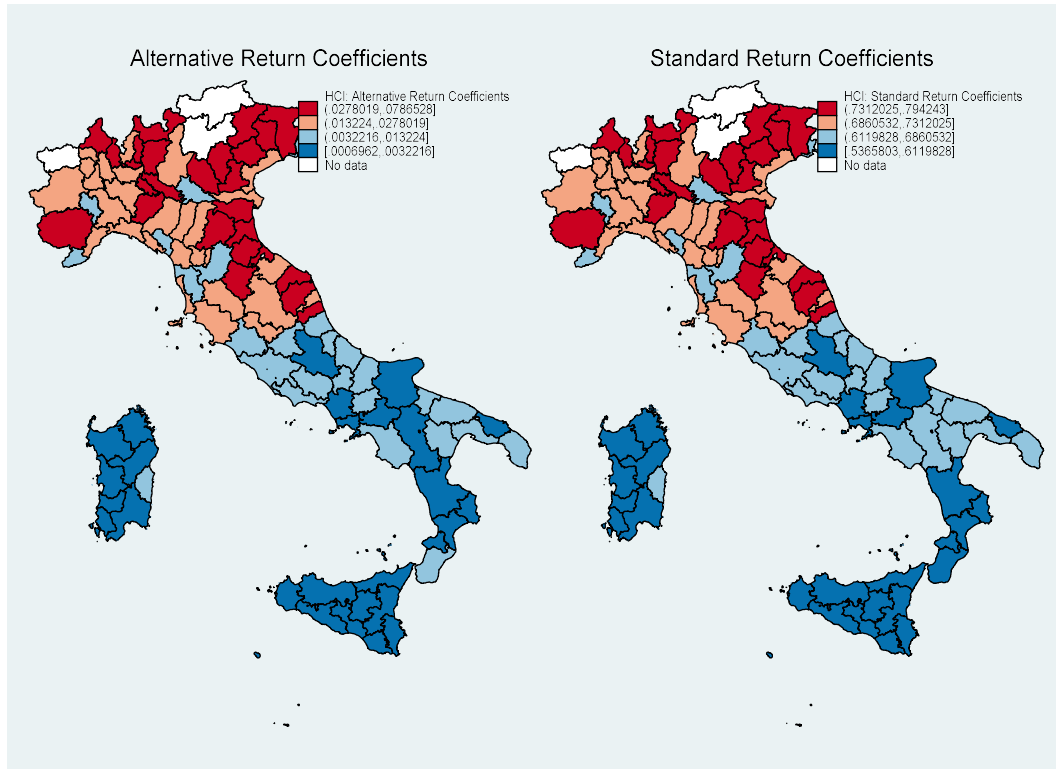 Alternative Return Coefficients
HCI: Alternative Return Coefficients
(.0278019, .0786528]
(.013224, .0278019]
(.0032216, .013224]
[.0006962, .0032216]
No data
Standard Return Coefficients
HCI: Standard Return Coefficients
(.7312025, .794243]
(.6860532, .7312025]
(.6119828, .6860532]
[.5365803, .6119828]
No data